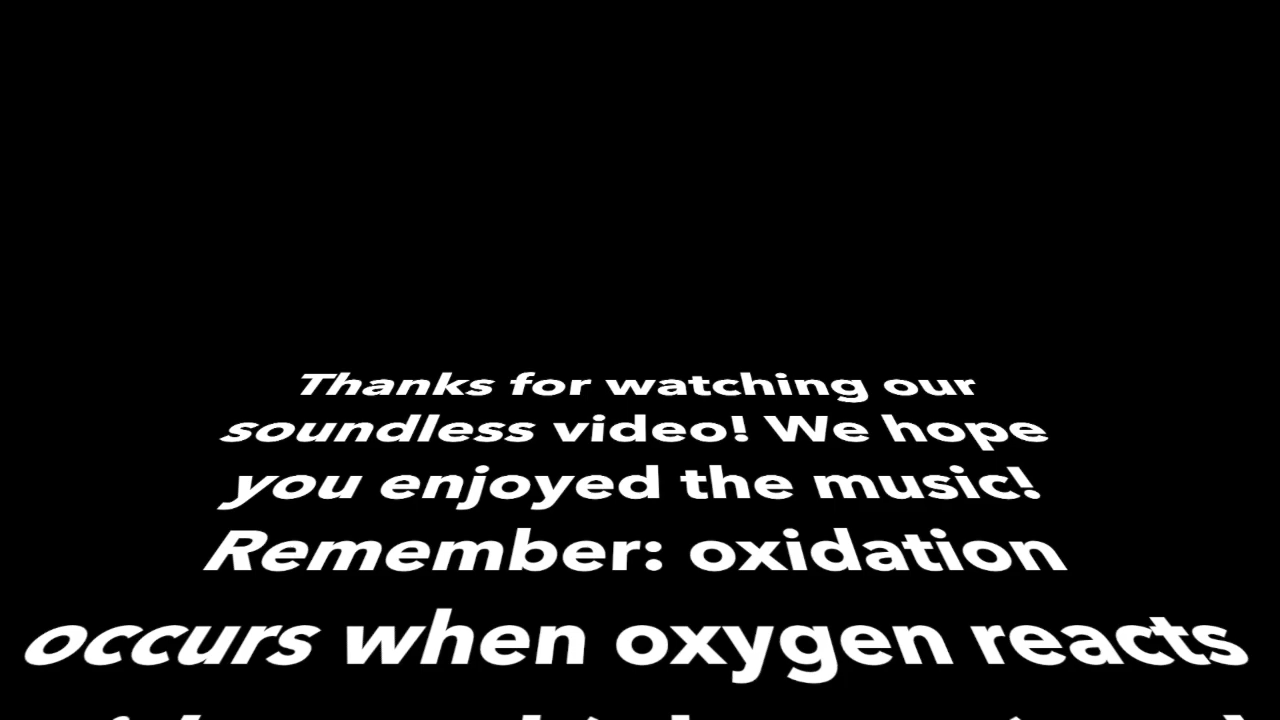 Thanks for watching our
soundless video! We hope
you enjoyed the music!
Remember: oxidation
occurs when oxygen reacts